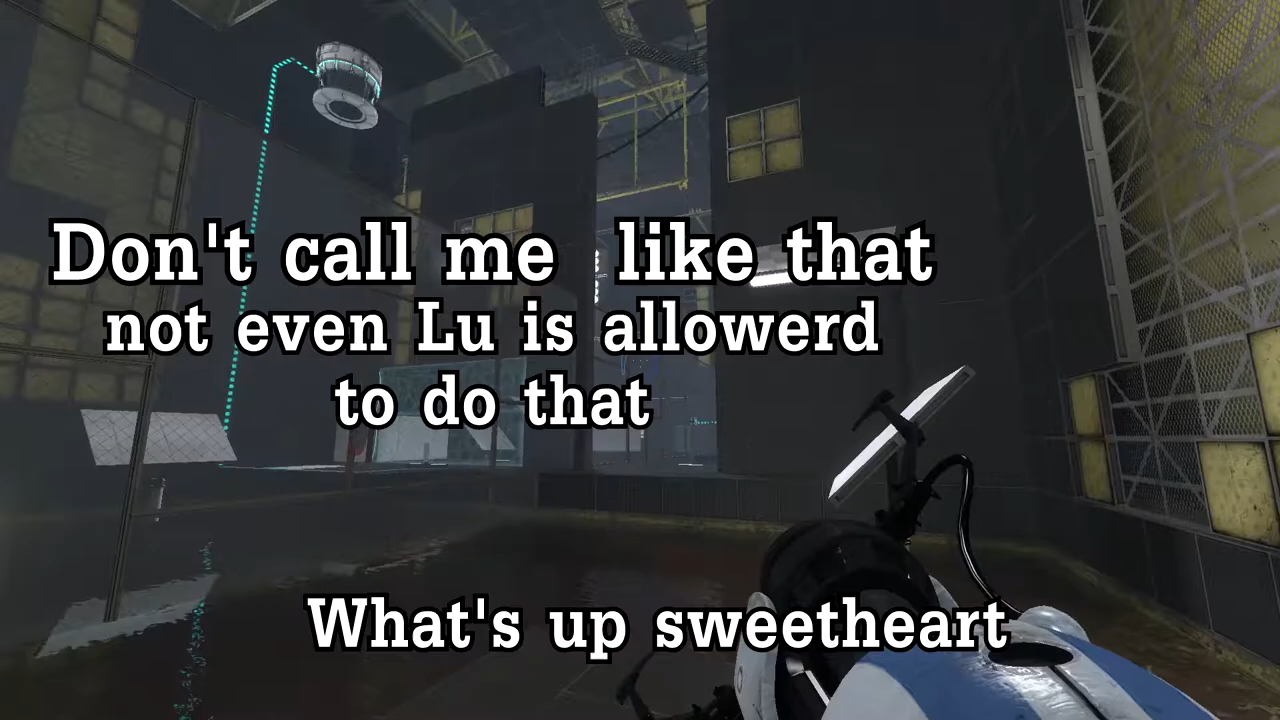 Don't call me like that
not even Lu is allowerd
to do that
What's up sweetheart